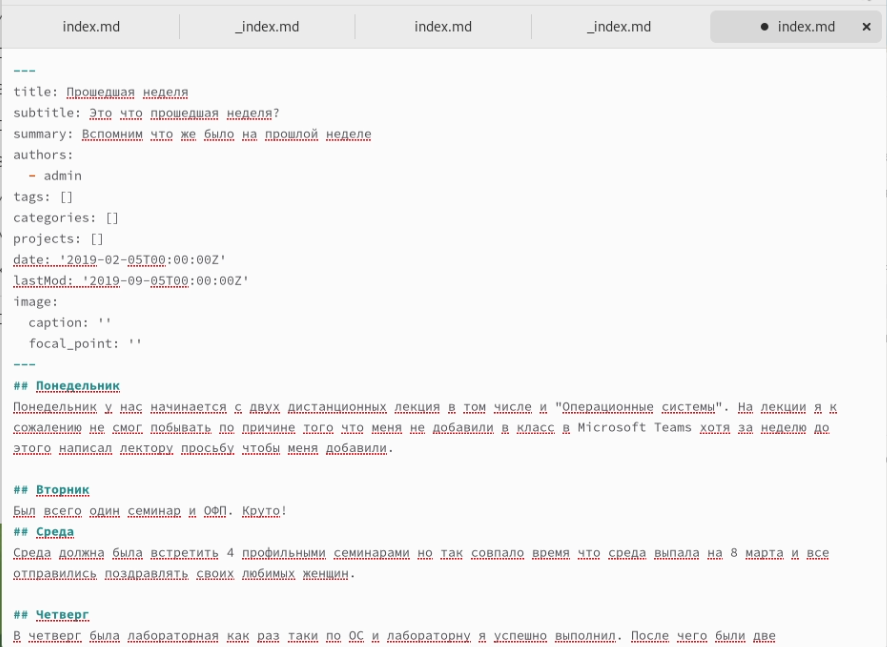 index.md _index.md index.md _index.md ● index.md ×
---
title: Прошедшая неделя
subtitle: Это что прошедшая неделя?
summary: Вспомним что же было на прошлой неделе
authors:
  - admin
tags: []
categories: []
projects: []
date: '2019-02-05T00:00:00Z'
lastMod: '2019-09-05T00:00:00Z'
image:
  caption: ''
  focal_point: ''
---
## Понедельник
Понедельник у нас начинается с двух дистанционных лекция в том числе и "Операционные системы". На лекции я к
сожалению не смог побывать по причине того что меня не добавили в класс в Microsoft Teams хотя за неделю до
этого написал лектору просьбу чтобы меня добавили.

## Вторник
Был всего один семинар и ОФП. Круто!
## Среда
Среда должна была встретить 4 профильными семинарами но так совпало время что среда выпала на 8 марта и все
отправились поздравлять своих любимых женщин.

## Четверг
В четверг была лабораторная как раз таки по ОС и лабораторну я успешно выполнил. После чего были две